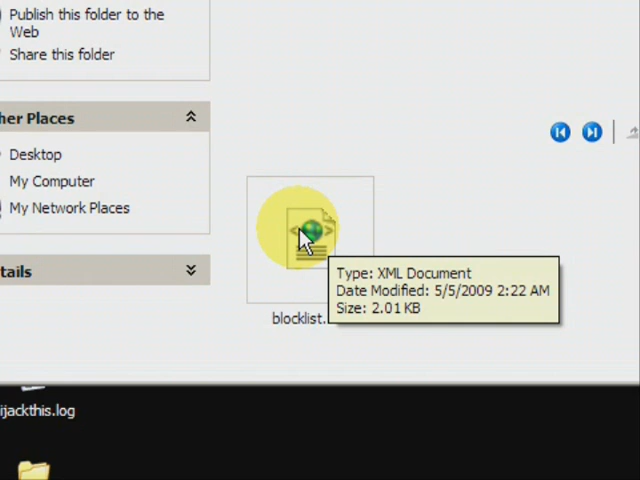 Publish this folder to the
Web
Share this folder
her Places
Desktop
My Computer
My Network Places
tails
Type: XML Document
Date Modified: 5/5/2009 2:22 AM
Size: 2.01 KB
blocklist.
ijackthis.log